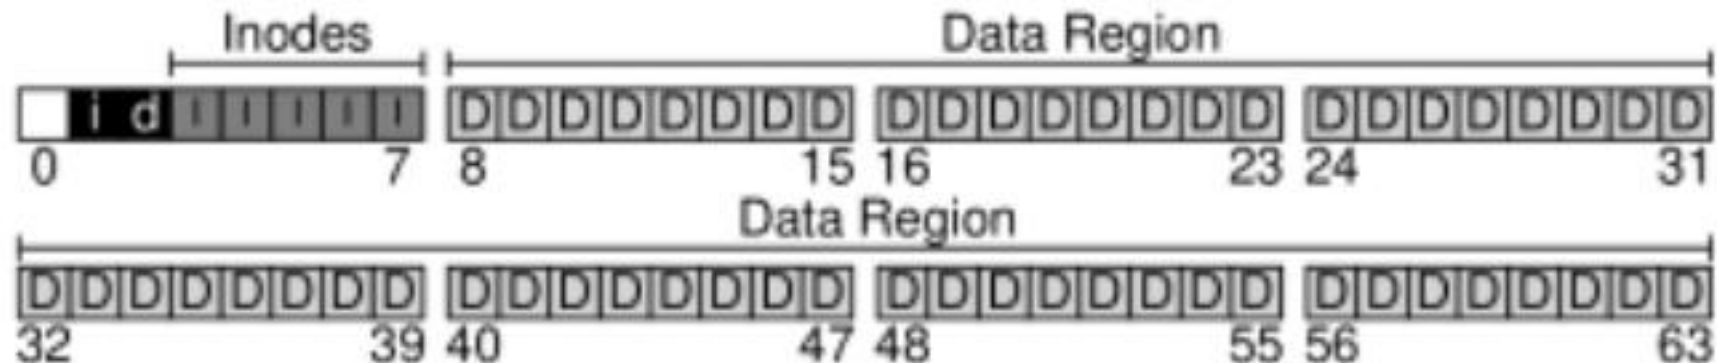 Inodes Data Region
i d I I I I I D D D D D D D D D D D D D D D D D D D D D D D D
0 7 8 15 16 23 24 31
Data Region
D D D D D D D D D D D D D D D D D D D D D D D D D D D D D D D D
32 39 40 47 48 55 56 63